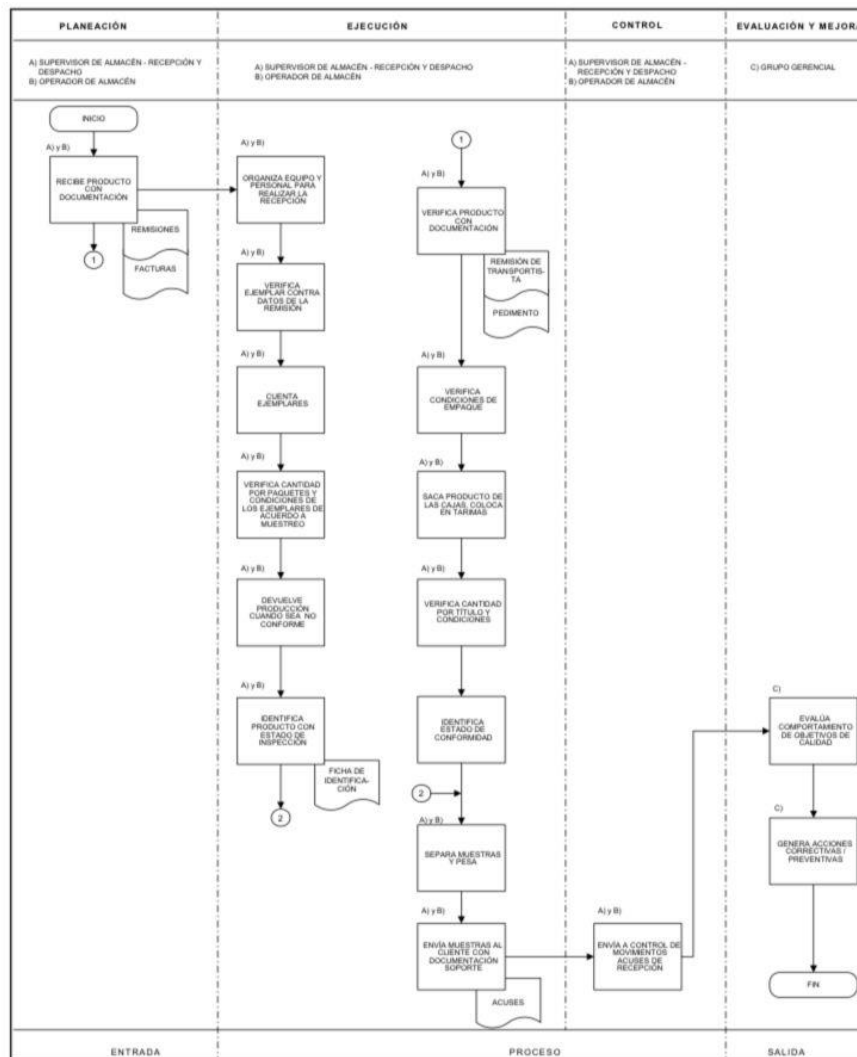 PLANEACIÓN
EJECUCIÓN
CONTROL
EVALUACIÓN Y MEJORA
A) SUPERVISOR DE ALMACÉN - RECEPCIÓN Y
DESPACHO
B) OPERADOR DE ALMACÉN
A) SUPERVISOR DE ALMACÉN - RECEPCIÓN Y DESPACHO
B) OPERADOR DE ALMACÉN
A) SUPERVISOR DE ALMACÉN -
RECEPCIÓN Y DESPACHO
B) OPERADOR DE ALMACÉN
C) GRUPO GERENCIAL
INICIO
A) y B)
RECIBE PRODUCTO
CON
DOCUMENTACIÓN
REMISIONES
FACTURAS
1
A) y B)
ORGANIZA EQUIPO Y
PERSONAL PARA
REALIZAR LA
RECEPCIÓN
A) y B)
VERIFICA
EJEMPLAR CONTRA
DATOS DE LA
REMISIÓN
A) y B)
CUENTA
EJEMPLARES
A) y B)
VERIFICA CANTIDAD
POR PAQUETES Y
CONDICIONES DE
LOS EJEMPLARES DE
ACUERDO A
MUESTREO
A) y B)
DEVUELVE
PRODUCCIÓN
CUANDO SEA NO
CONFORME
A) y B)
IDENTIFICA
PRODUCTO CON
ESTADO DE
INSPECCIÓN
FICHA DE
IDENTIFICA-
CIÓN
2
1
A) y B)
VERIFICA PRODUCTO
CON
DOCUMENTACIÓN
REMISIÓN DE
TRANSPORTIS-
TA
PEDIMENTO
A) y B)
VERIFICA
CONDICIONES DE
EMPAQUE
A) y B)
SACA PRODUCTO DE
LAS CAJAS, COLOCA
EN TARIMAS
A) y B)
VERIFICA CANTIDAD
POR TÍTULO Y
CONDICIONES
IDENTIFICA
ESTADO DE
CONFORMIDAD
2
A) y B)
SEPARA MUESTRAS
Y PESA
A) y B)
ENVÍA MUESTRAS AL
CLIENTE CON
DOCUMENTACIÓN
SOPORTE
ACUSES
A) y B)
ENVÍA A CONTROL DE
MOVIMIENTOS
ACUSES DE
RECEPCIÓN
C)
EVALÚA
COMPORTAMIENTO
DE OBJETIVOS DE
CALIDAD
C)
GENERA ACCIONES
CORRECTIVAS /
PREVENTIVAS
FIN
ENTRADA
PROCESO
SALIDA